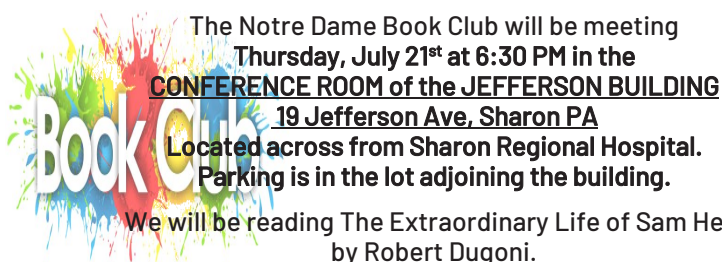 The Notre Dame Book Club will be meeting
Thursday, July 21st at 6:30 PM in the
CONFERENCE ROOM of the JEFFERSON BUILDING
19 Jefferson Ave, Sharon PA
Located across from Sharon Regional Hospital.
Parking is in the lot adjoining the building.
We will be reading The Extraordinary Life of Sam He
by Robert Dugoni.
Book Club